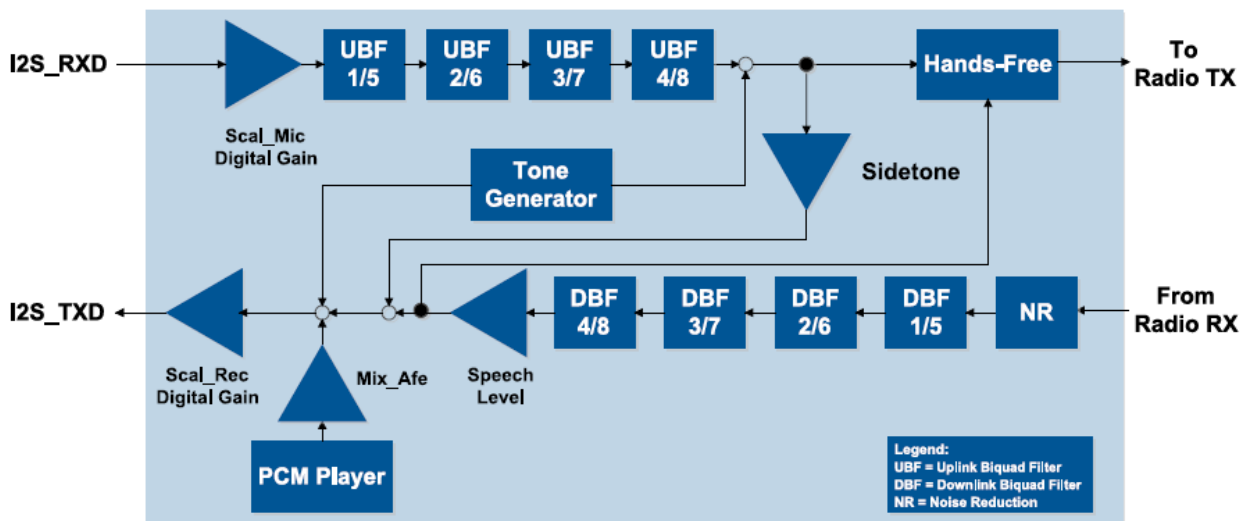 I2S_RXD
UBF
1/5
UBF
2/6
UBF
3/7
UBF
4/8
Hands-Free
To
Radio TX
Scal_Mic
Digital Gain
Tone
Generator
Sidetone
I2S_TXD
Scal_Rec
Digital Gain
Mix_Afe
Speech
Level
DBF
4/8
DBF
3/7
DBF
2/6
DBF
1/5
NR
From
Radio RX
PCM Player
Legend:
UBF = Uplink Biquad Filter
DBF = Downlink Biquad Filter
NR = Noise Reduction